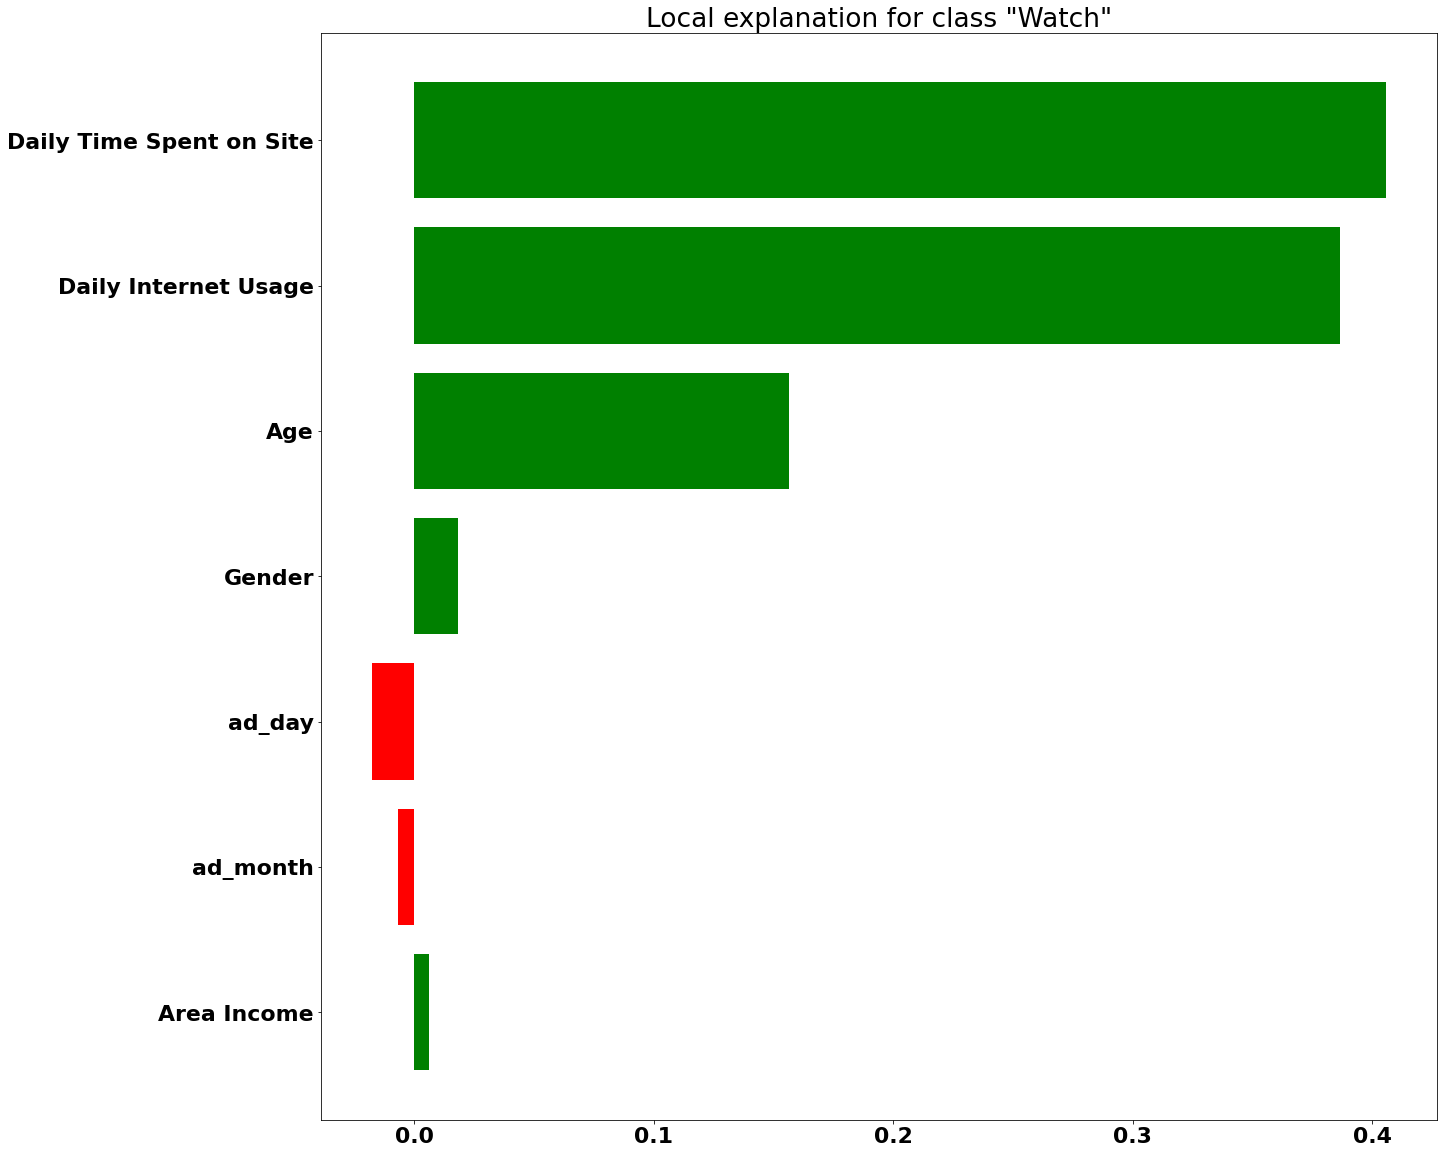 Local explanation for class "Watch"
Daily Time Spent on Site
Daily Internet Usage
Age
Gender
ad_day
ad_month
Area Income
0.0 0.1 0.2 0.3 0.4